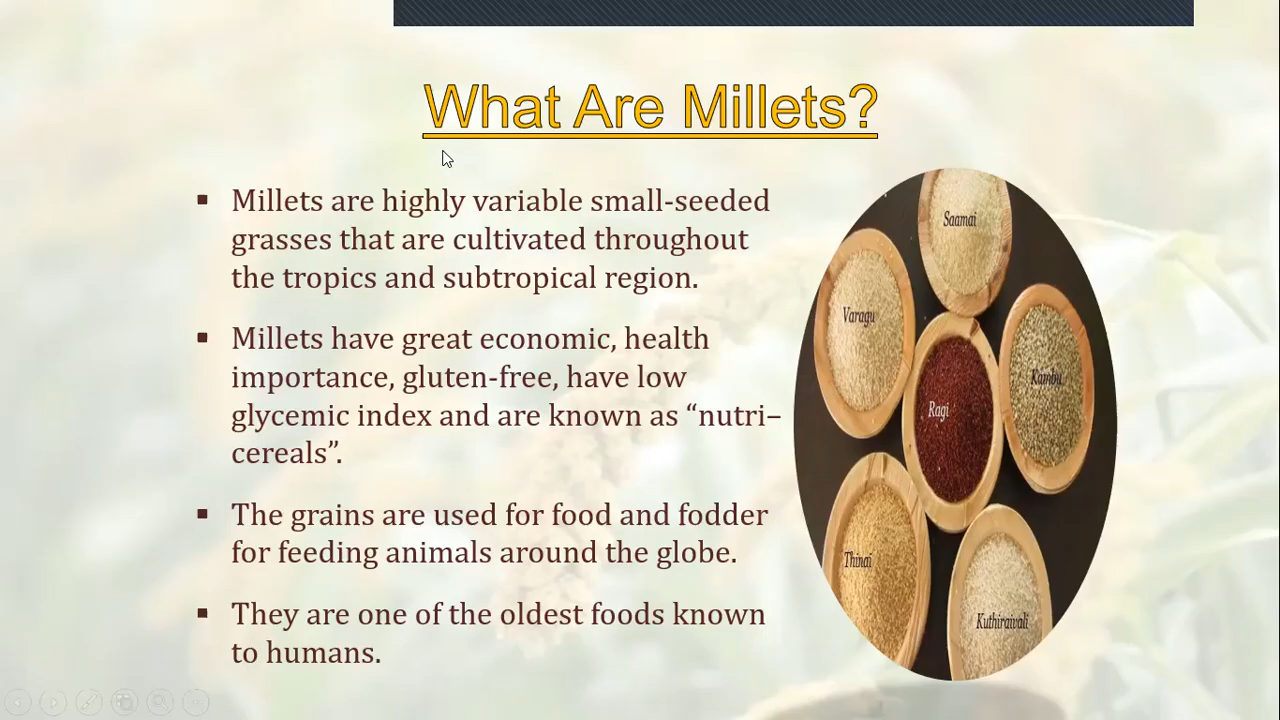 What Are Millets?
▪ Millets are highly variable small-seeded
grasses that are cultivated throughout
the tropics and subtropical region.
▪ Millets have great economic, health
importance, gluten-free, have low
glycemic index and are known as “nutri–
cereals”.
▪ The grains are used for food and fodder
for feeding animals around the globe.
▪ They are one of the oldest foods known
to humans.
Saamai
Varagu
Kambu
Ragi
Thinai
Kuthiraivali